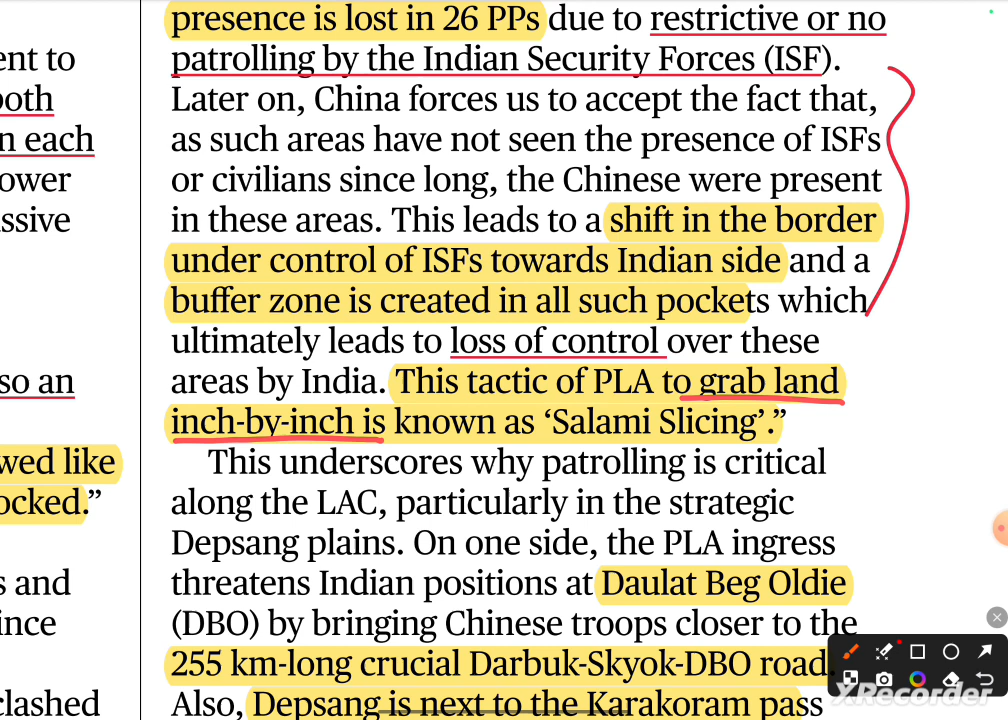 ent to
both
n each
ower
ssive
so an
wed like
ocked.”
s and
ince
clashed
presence is lost in 26 PPs due to restrictive or no
patrolling by the Indian Security Forces (ISF).
Later on, China forces us to accept the fact that,
as such areas have not seen the presence of ISFs
or civilians since long, the Chinese were present
in these areas. This leads to a shift in the border
under control of ISFs towards Indian side and a
buffer zone is created in all such pockets which
ultimately leads to loss of control over these
areas by India. This tactic of PLA to grab land
inch-by-inch is known as ‘Salami Slicing’.”
This underscores why patrolling is critical
along the LAC, particularly in the strategic
Depsang plains. On one side, the PLA ingress
threatens Indian positions at Daulat Beg Oldie
(DBO) by bringing Chinese troops closer to the
255 km-long crucial Darbuk-Skyok-DBO road.
Also, Depsang is next to the Karakoram pass
XRecorder